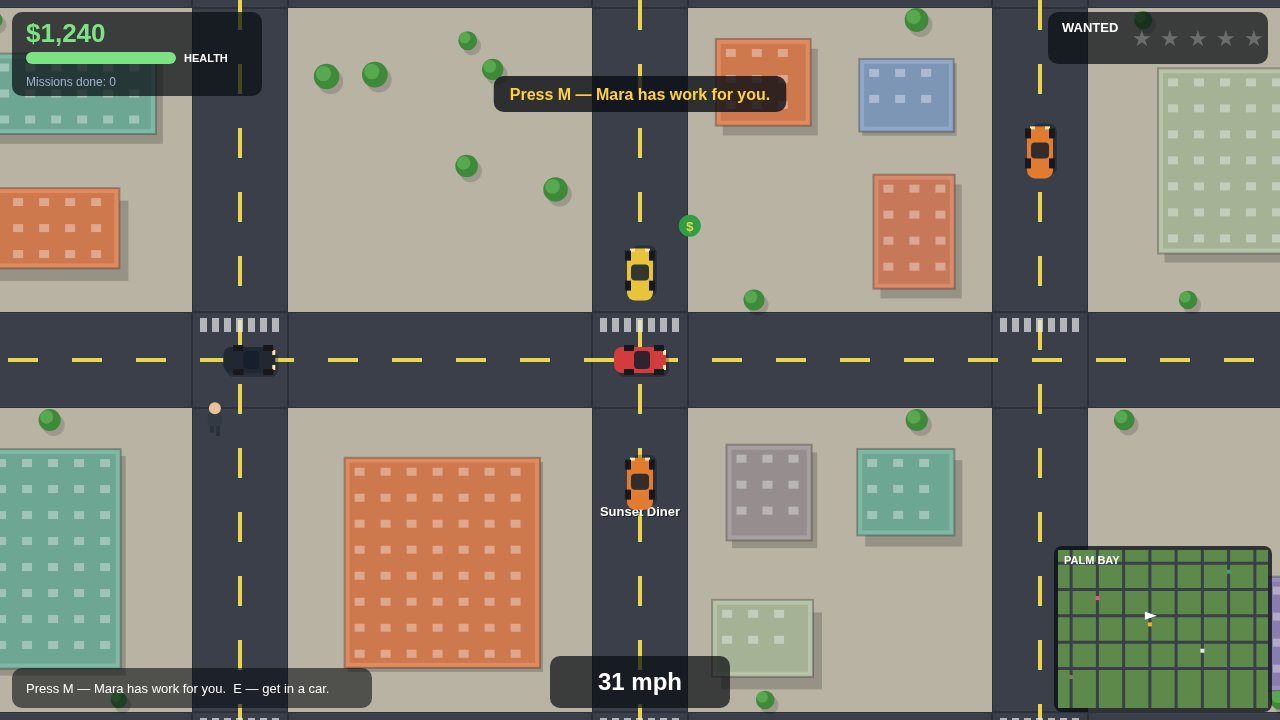 $1,240
HEALTH
Missions done: 0
WANTED
Press M — Mara has work for you.
$
Sunset Diner
PALM BAY
Press M — Mara has work for you.  E — get in a car.
31 mph